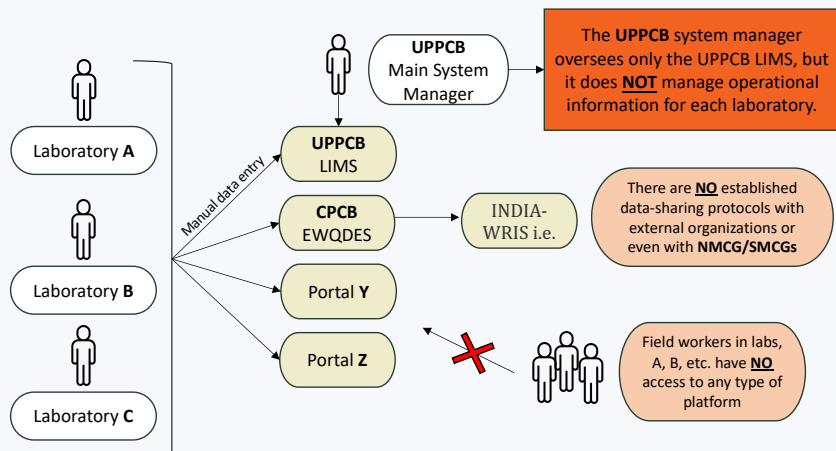 UPPCB
Main System
Manager
The UPPCB system manager
oversees only the UPPCB LIMS, but
it does NOT manage operational
information for each laboratory.
Laboratory A
Laboratory B
Laboratory C
Manual data entry
UPPCB
LIMS
CPCB
EWQDES
Portal Y
Portal Z
INDIA-
WRIS i.e.
There are NO established
data-sharing protocols with
external organizations or
even with NMCG/SMCGs
Field workers in labs,
A, B, etc. have NO
access to any type of
platform